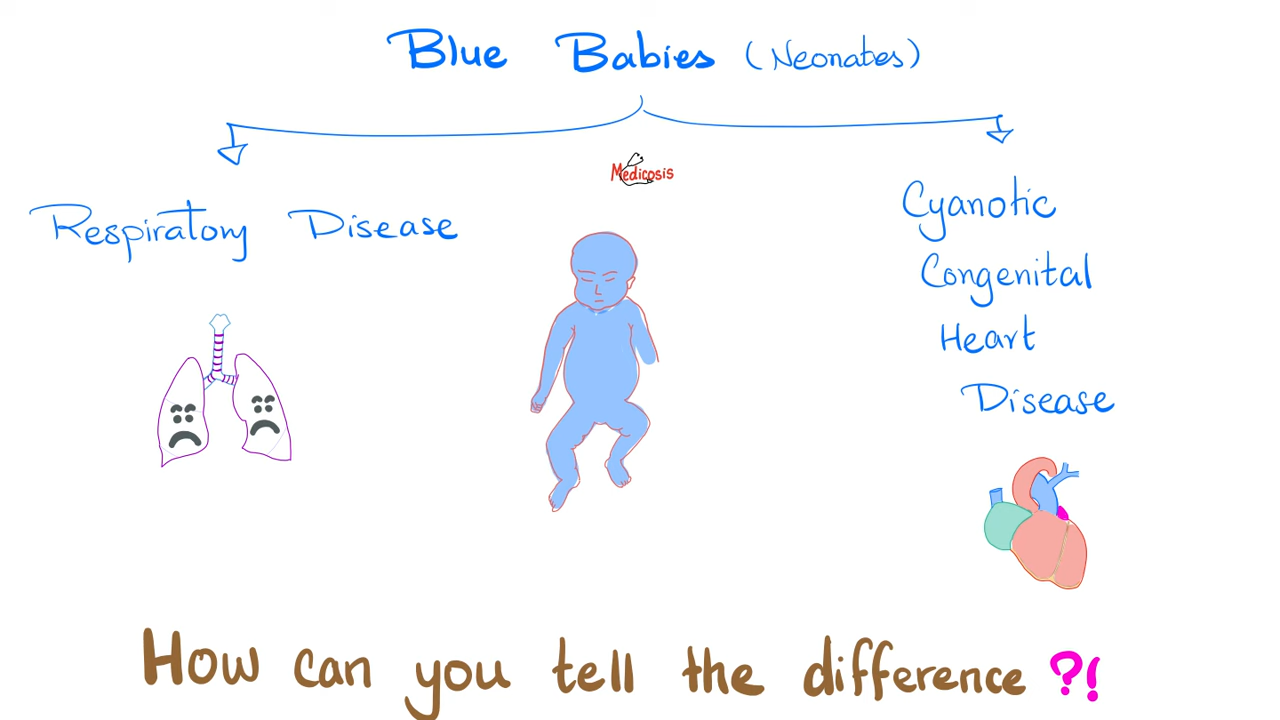 Blue Babies (Neonates)
Medicosis
Respiratory Disease
Cyanotic
Congenital
Heart
Disease
How can you tell the difference ?!